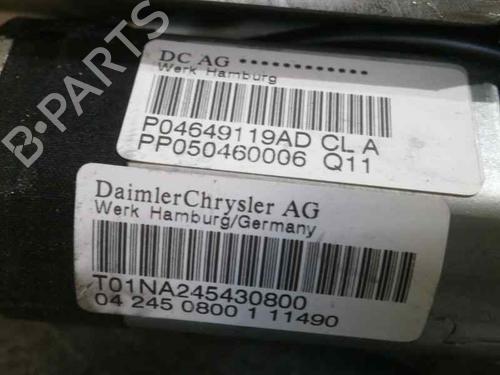 DC AG ••••••••••••
Werk Hamburg
P04649119AD CL A
PP050460006 Q11
DaimlerChrysler AG
Werk Hamburg/Germany
T01NA245430800
04 245 0800 1 11490